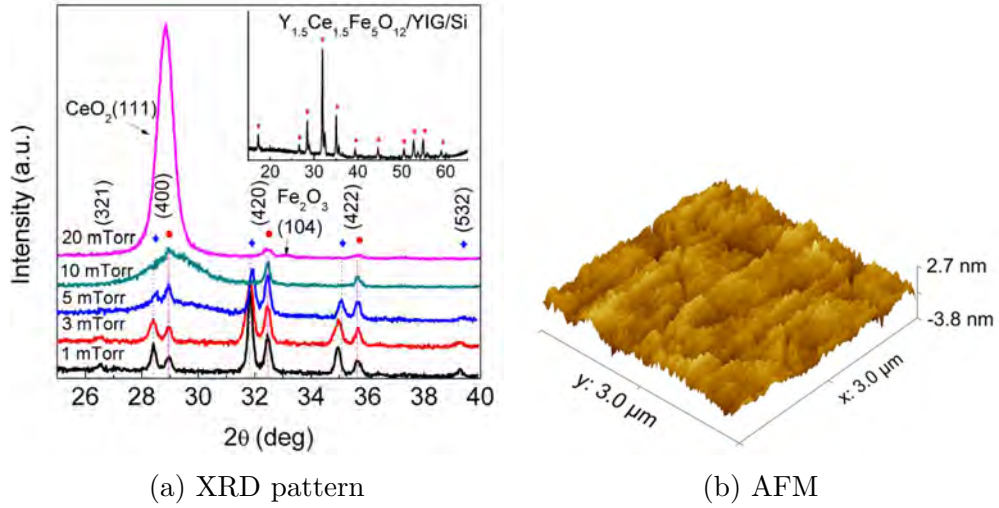 Y1.5Ce1.5Fe5O12/YIG/Si
15 20 30 40 50 60
CeO2(111)
Intensity (a.u.)
(321)
(400)
(420)
Fe2O3
(104)
(422)
(532)
20 mTorr
10 mTorr
5 mTorr
3 mTorr
1 mTorr
26 28 30 32 34 36 38 40
2θ (deg)
2.7 nm
-3.8 nm
y: 3.0 µm
x: 3.0 µm
(a) XRD pattern
(b) AFM